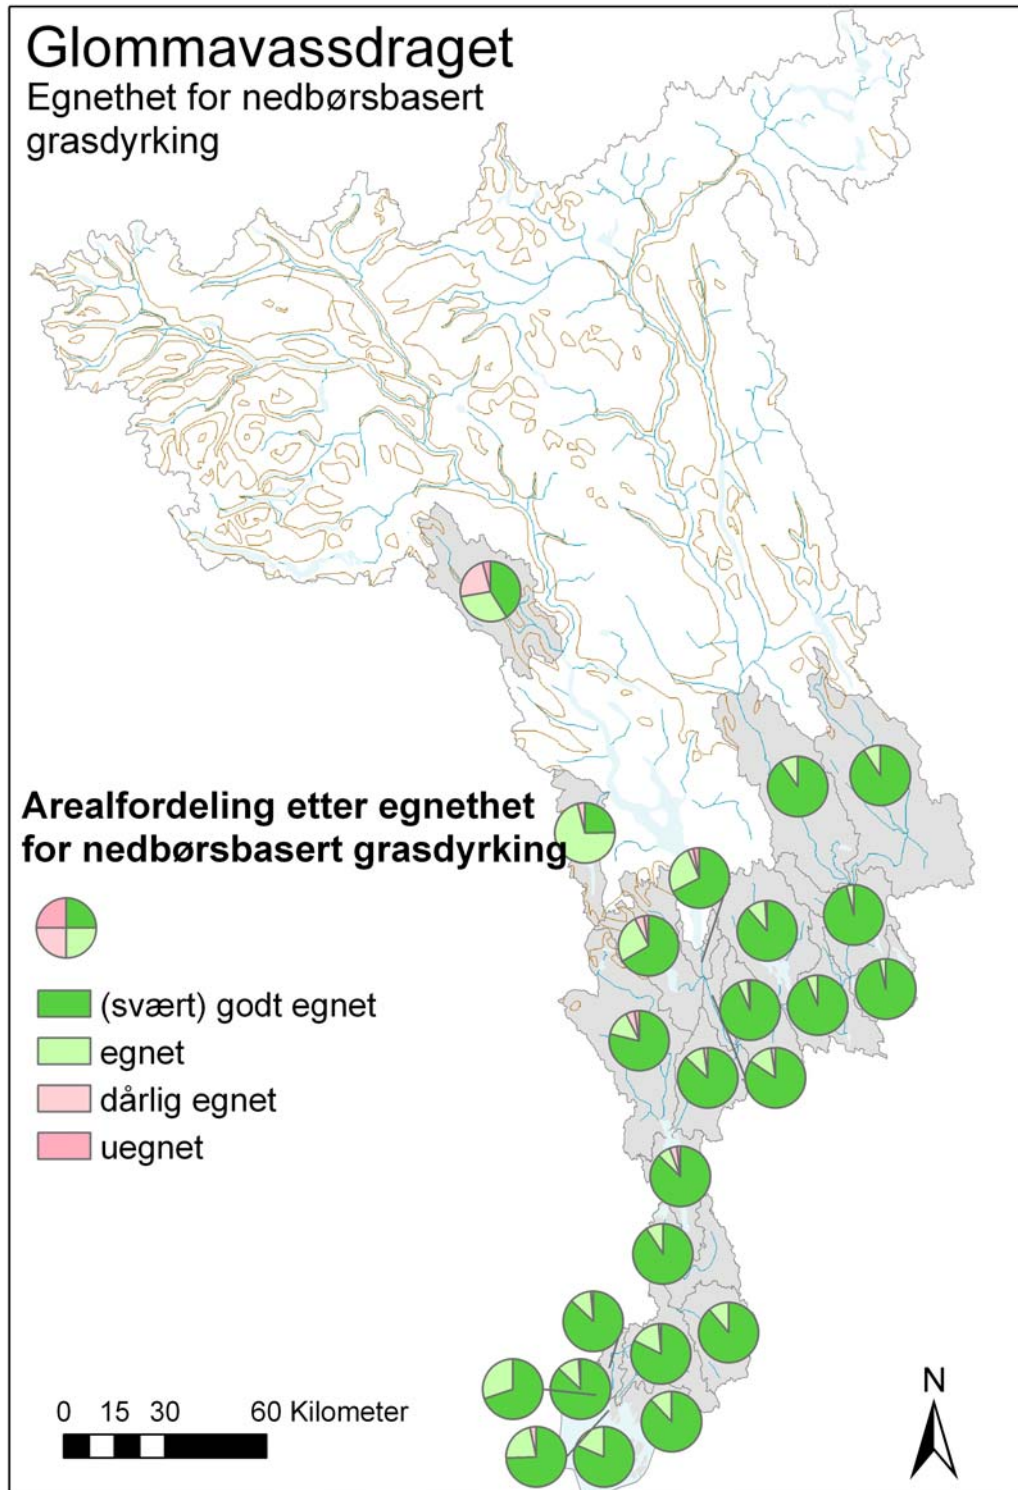 Glommavassdraget
Egnethet for nedbørsbasert
grasdyrking
Arealfordeling etter egnethet
for nedbørsbasert grasdyrking
(svært) godt egnet
egnet
dårlig egnet
uegnet
0 15 30 60 Kilometer
N